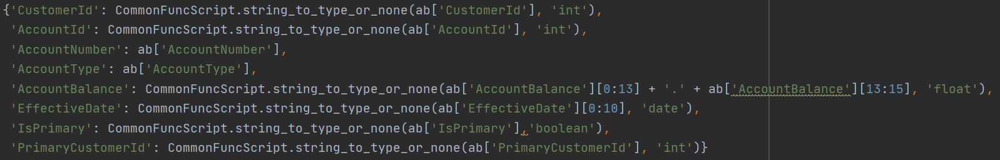 {'CustomerId': CommonFuncScript.string_to_type_or_none(ab['CustomerId'], 'int'),
'AccountId': CommonFuncScript.string_to_type_or_none(ab['AccountId'], 'int'),
'AccountNumber': ab['AccountNumber'],
'AccountType': ab['AccountType'],
'AccountBalance': CommonFuncScript.string_to_type_or_none(ab['AccountBalance'][0:13] + '.' + ab['AccountBalance'][13:15], 'float'),
'EffectiveDate': CommonFuncScript.string_to_type_or_none(ab['EffectiveDate'][0:10], 'date'),
'IsPrimary': CommonFuncScript.string_to_type_or_none(ab['IsPrimary'],'boolean'),
'PrimaryCustomerId': CommonFuncScript.string_to_type_or_none(ab['PrimaryCustomerId'], 'int')}